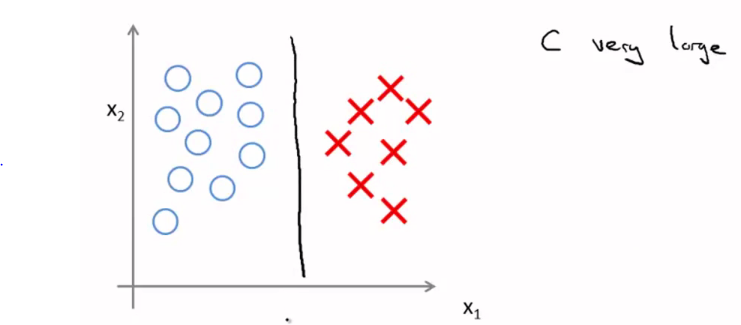 C very large
x₂
x₁